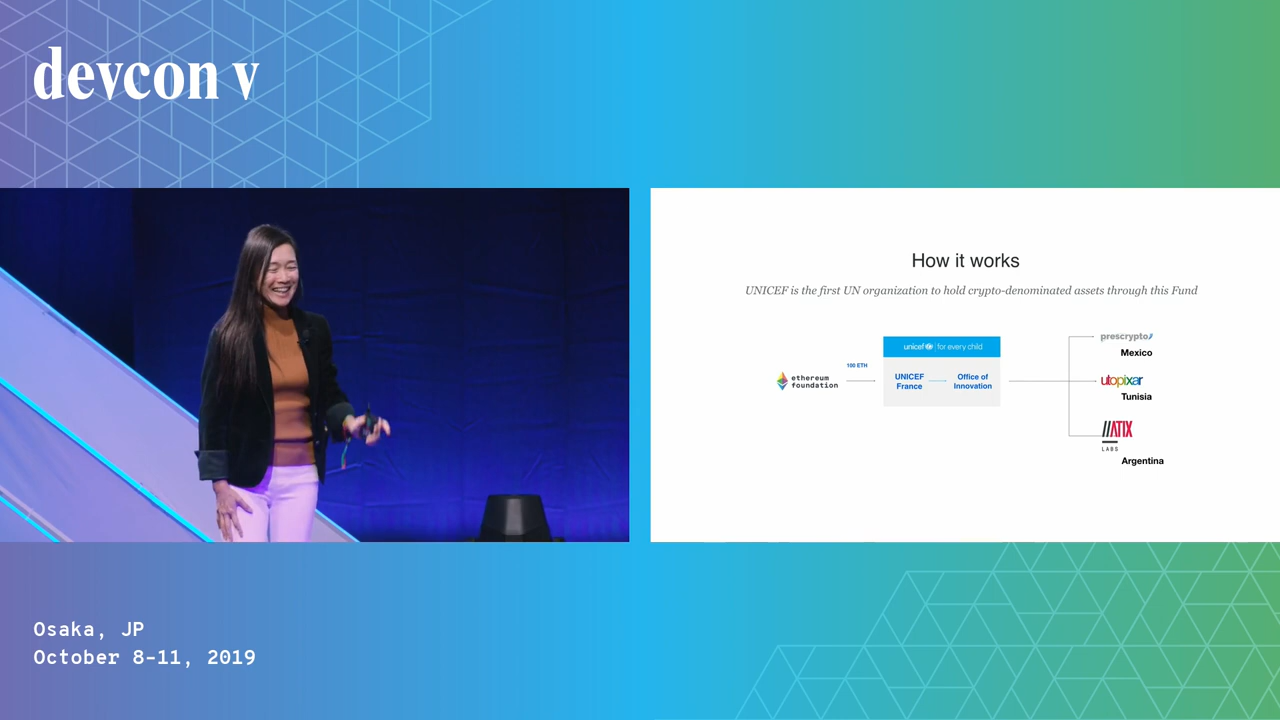 devcon v
How it works
UNICEF is the first UN organization to hold crypto-denominated assets through this Fund
ethereum
foundation
100 ETH
unicef | for every child
UNICEF
France
Office of
Innovation
prescrypto
Mexico
utopixar
Tunisia
//ATIX
LABS
Argentina
Osaka, JP
October 8-11, 2019